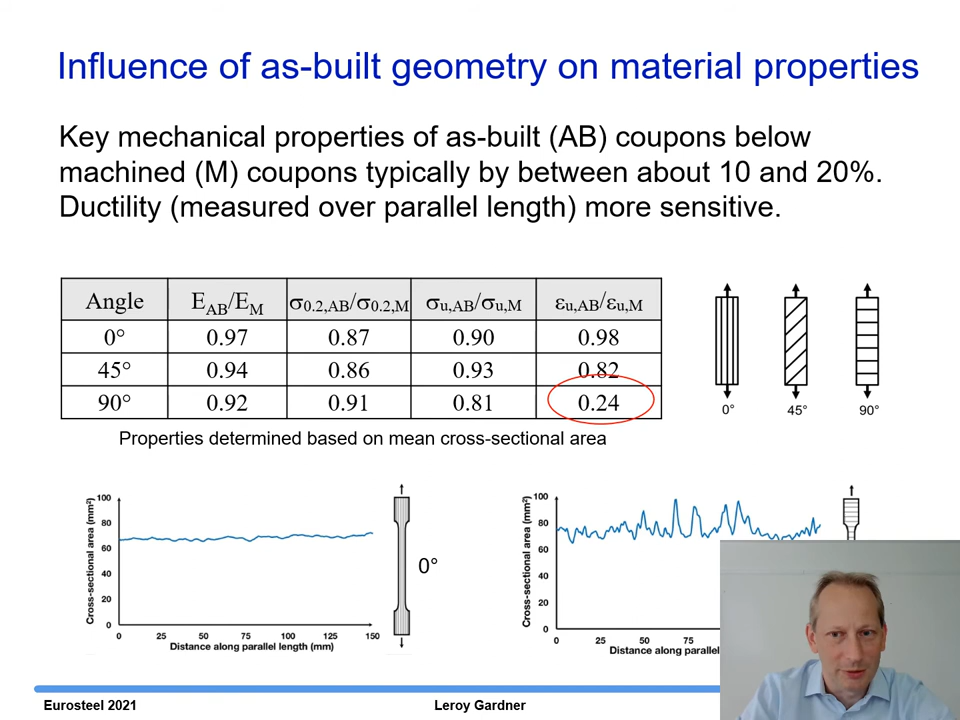 Influence of as-built geometry on material properties
Key mechanical properties of as-built (AB) coupons below
machined (M) coupons typically by between about 10 and 20%.
Ductility (measured over parallel length) more sensitive.
Angle E_AB/E_M σ0.2,AB/σ0.2,M σu,AB/σu,M εu,AB/εu,M
0° 0.97 0.87 0.90 0.98
45° 0.94 0.86 0.93 0.82
90° 0.92 0.91 0.81 0.24
0° 45° 90°
Properties determined based on mean cross-sectional area
Cross-sectional area (mm²)
100
80
60
40
20
0
0 25 50 75 100 125 150
Distance along parallel length (mm)
0°
Cross-sectional area (mm²)
100
80
60
40
20
0
0 25 50 75
Distance along parallel
Eurosteel 2021
Leroy Gardner